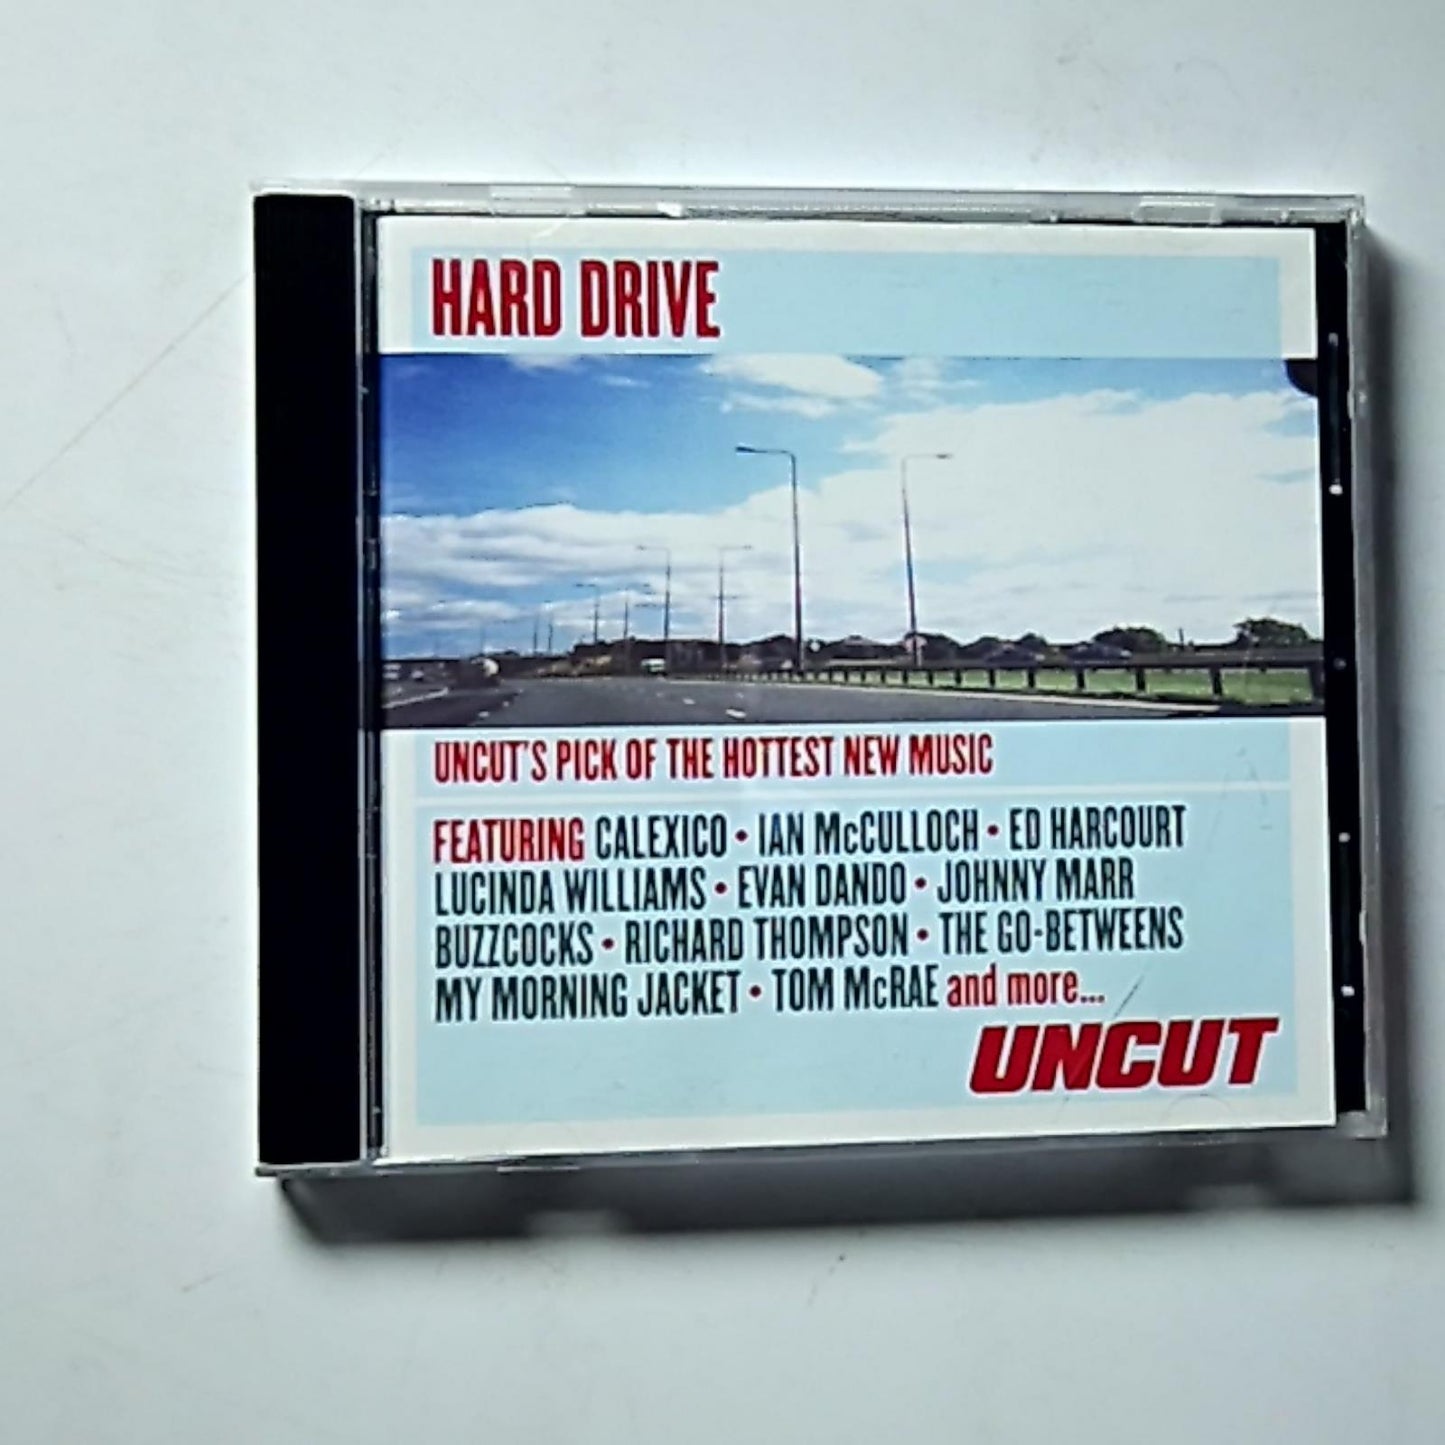 HARD DRIVE
UNCUT'S PICK OF THE HOTTEST NEW MUSIC
FEATURING CALEXICO • IAN McCULLOCH • ED HARCOURT
LUCINDA WILLIAMS • EVAN DANDO • JOHNNY MARR
BUZZCOCKS • RICHARD THOMPSON • THE GO-BETWEENS
MY MORNING JACKET • TOM McRAE and more...
UNCUT